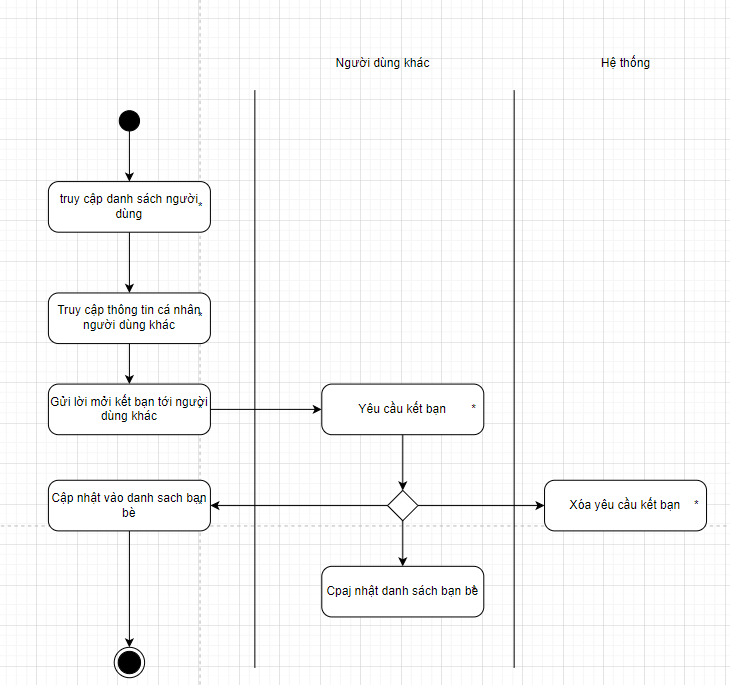 Người dùng khác
Hệ thống
truy cập danh sách người
dùng
*
Truy cập thông tin cá nhân
người dùng khác
*
Gửi lời mởi kết bạn tới người
dùng khác
*
Yêu cầu kết bạn
*
Cập nhật vào danh sach bạn
bè
*
Xóa yêu cầu kết bạn
*
Cpaj nhật danh sách bạn bè
*